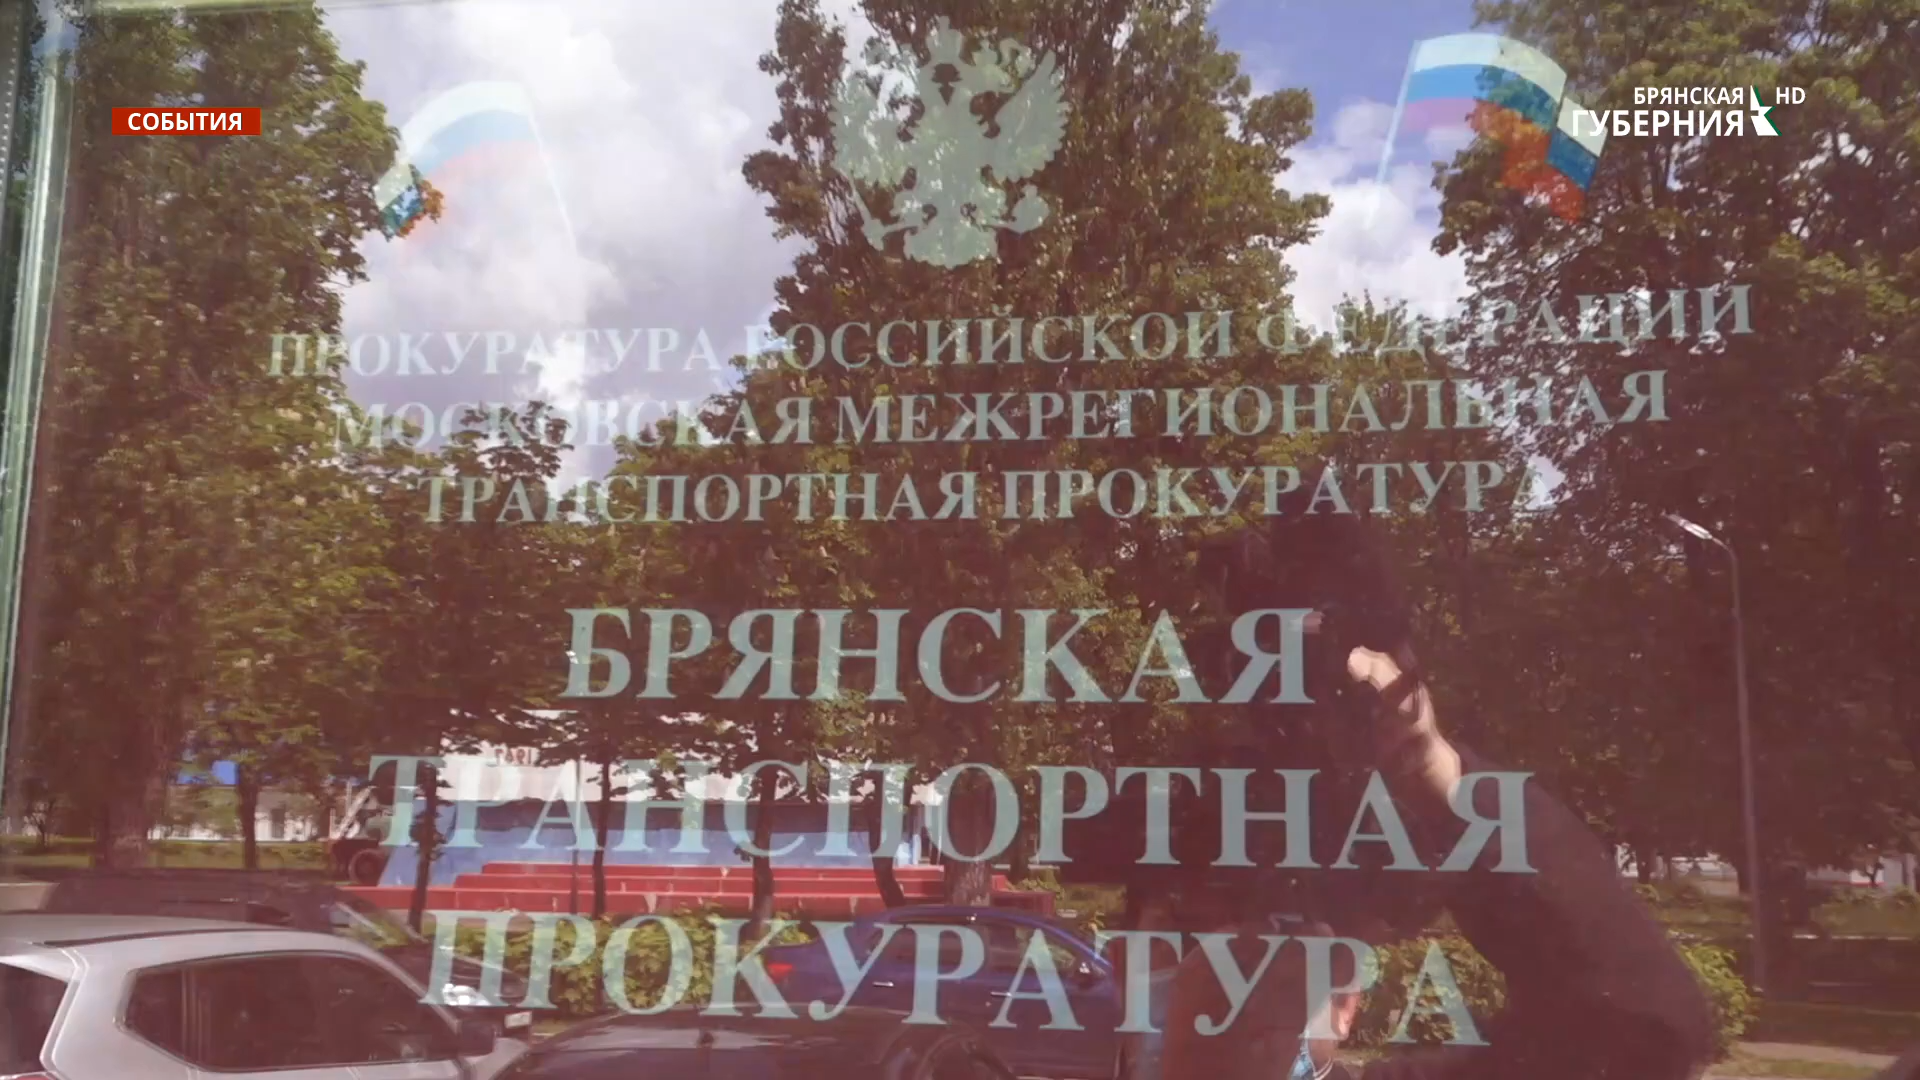 СОБЫТИЯ
БРЯНСКАЯ HD
ГУБЕРНИЯ
ПРОКУРАТУРА РОССИЙСКОЙ ФЕДЕРАЦИИ
МОСКОВСКАЯ МЕЖРЕГИОНАЛЬНАЯ
ТРАНСПОРТНАЯ ПРОКУРАТУРА
БРЯНСКАЯ
ТРАНСПОРТНАЯ
ПРОКУРАТУРА